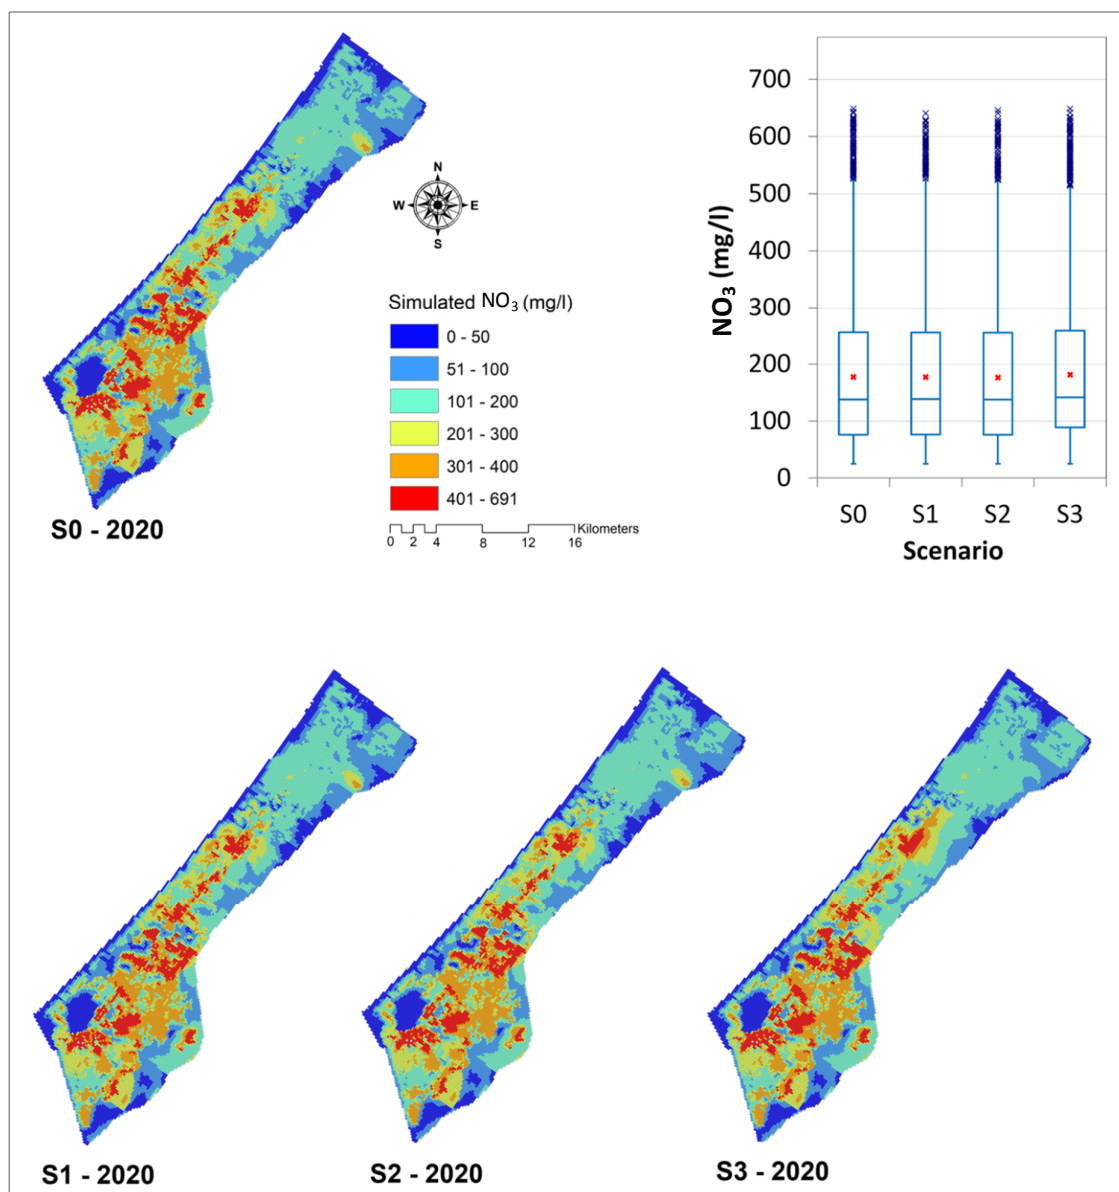 N
W E
S
Simulated NO₃ (mg/l)
0 - 50
51 - 100
101 - 200
201 - 300
301 - 400
401 - 691
Kilometers
0 2 4 8 12 16
S0 - 2020
NO₃ (mg/l)
700
600
500
400
300
200
100
0
S0 S1 S2 S3
Scenario
S1 - 2020
S2 - 2020
S3 - 2020